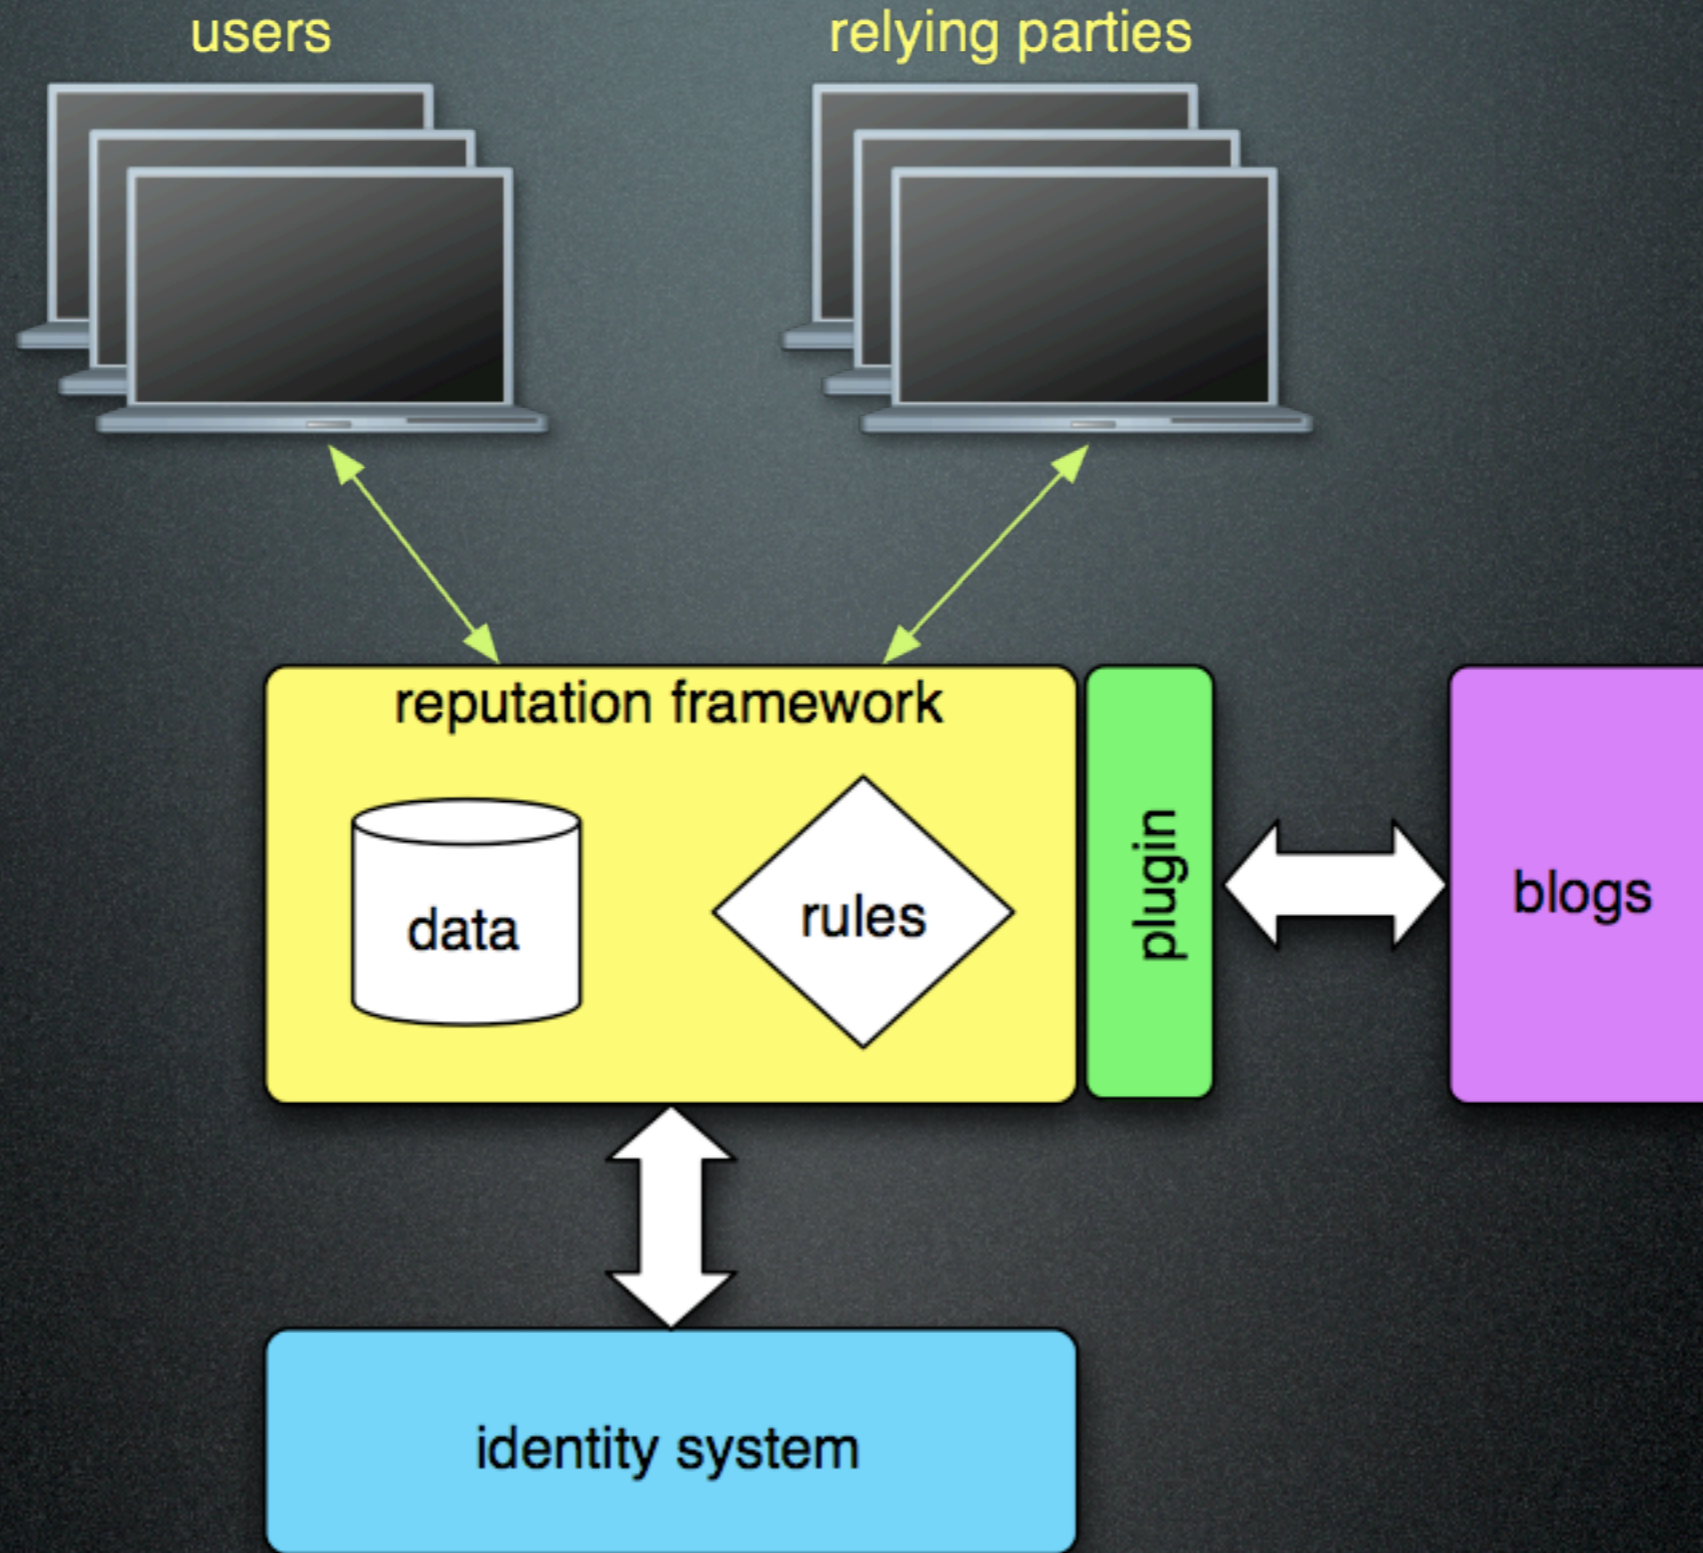 users
relying parties
reputation framework
data
rules
plugin
blogs
identity system